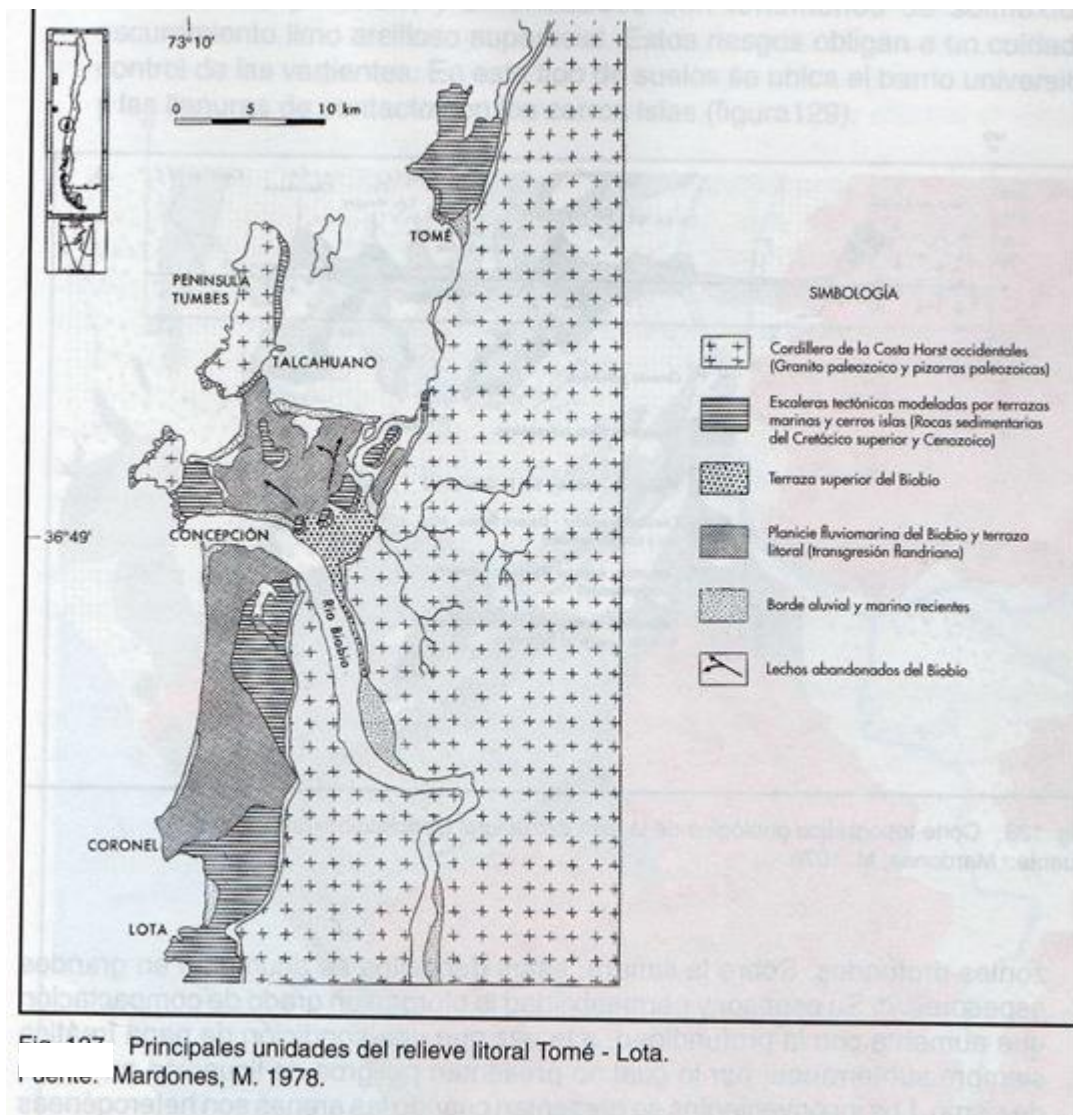 73°10'
0 5 10 km
TOMÉ
PENINSULA
TUMBES
TALCAHUANO
CONCEPCIÓN
36°49'
Río Biobío
CORONEL
LOTA
SIMBOLOGÍA
Cordillera de la Costa Horst occidentales
(Granito paleozoico y pizarras paleozoicas)
Escaleras tectónicas modeladas por terrazas
marinas y cerros islas (Rocas sedimentarias
del Cretácico superior y Cenozoico)
Terraza superior del Biobío
Planicie fluviomarina del Biobío y terraza
litoral (transgresión flandriana)
Borde aluvial y marino recientes
Lechos abandonados del Biobío
Principales unidades del relieve litoral Tomé - Lota.
Fuente: Mardones, M. 1978.